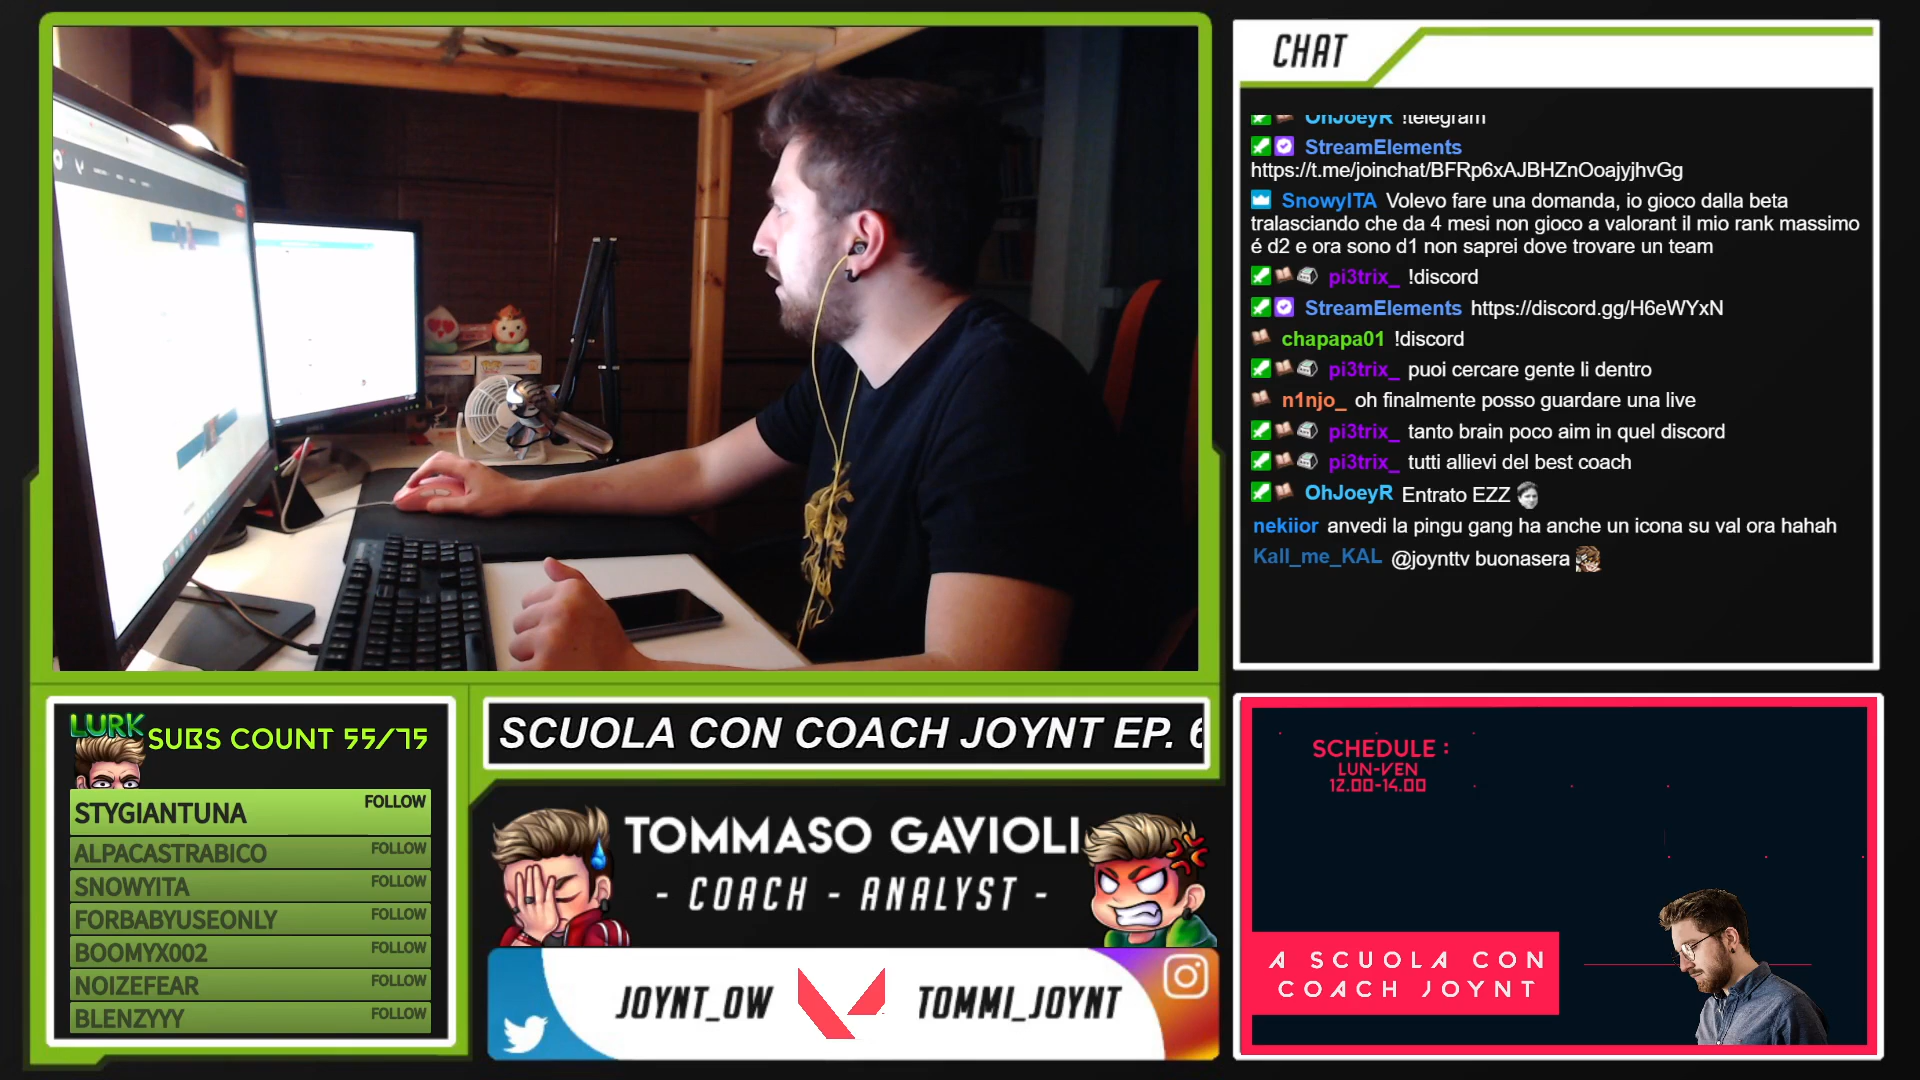 CHAT
OhJoeyR !telegram
StreamElements
https://t.me/joinchat/BFRp6xAJBHZnOoajyjhvGg
SnowyITA Volevo fare una domanda, io gioco dalla beta
tralasciando che da 4 mesi non gioco a valorant il mio rank massimo
é d2 e ora sono d1 non saprei dove trovare un team
pi3trix_ !discord
StreamElements https://discord.gg/H6eWYxN
chapapa01 !discord
pi3trix_ puoi cercare gente li dentro
n1njo_ oh finalmente posso guardare una live
pi3trix_ tanto brain poco aim in quel discord
pi3trix_ tutti allievi del best coach
OhJoeyR Entrato EZZ
nekiior anvedi la pingu gang ha anche un icona su val ora hahah
Kall_me_KAL @joynttv buonasera
LURK
SUBS COUNT 55/75
STYGIANTUNA FOLLOW
ALPACASTRABICO FOLLOW
SNOWYITA FOLLOW
FORBABYUSEONLY FOLLOW
BOOMYX002 FOLLOW
NOIZEFEAR FOLLOW
BLENZYYY FOLLOW
SCUOLA CON COACH JOYNT EP. 6
TOMMASO GAVIOLI
- COACH - ANALYST -
JOYNT_OW TOMMI_JOYNT
SCHEDULE :
LUN-VEN
12.00-14.00
A SCUOLA CON
COACH JOYNT